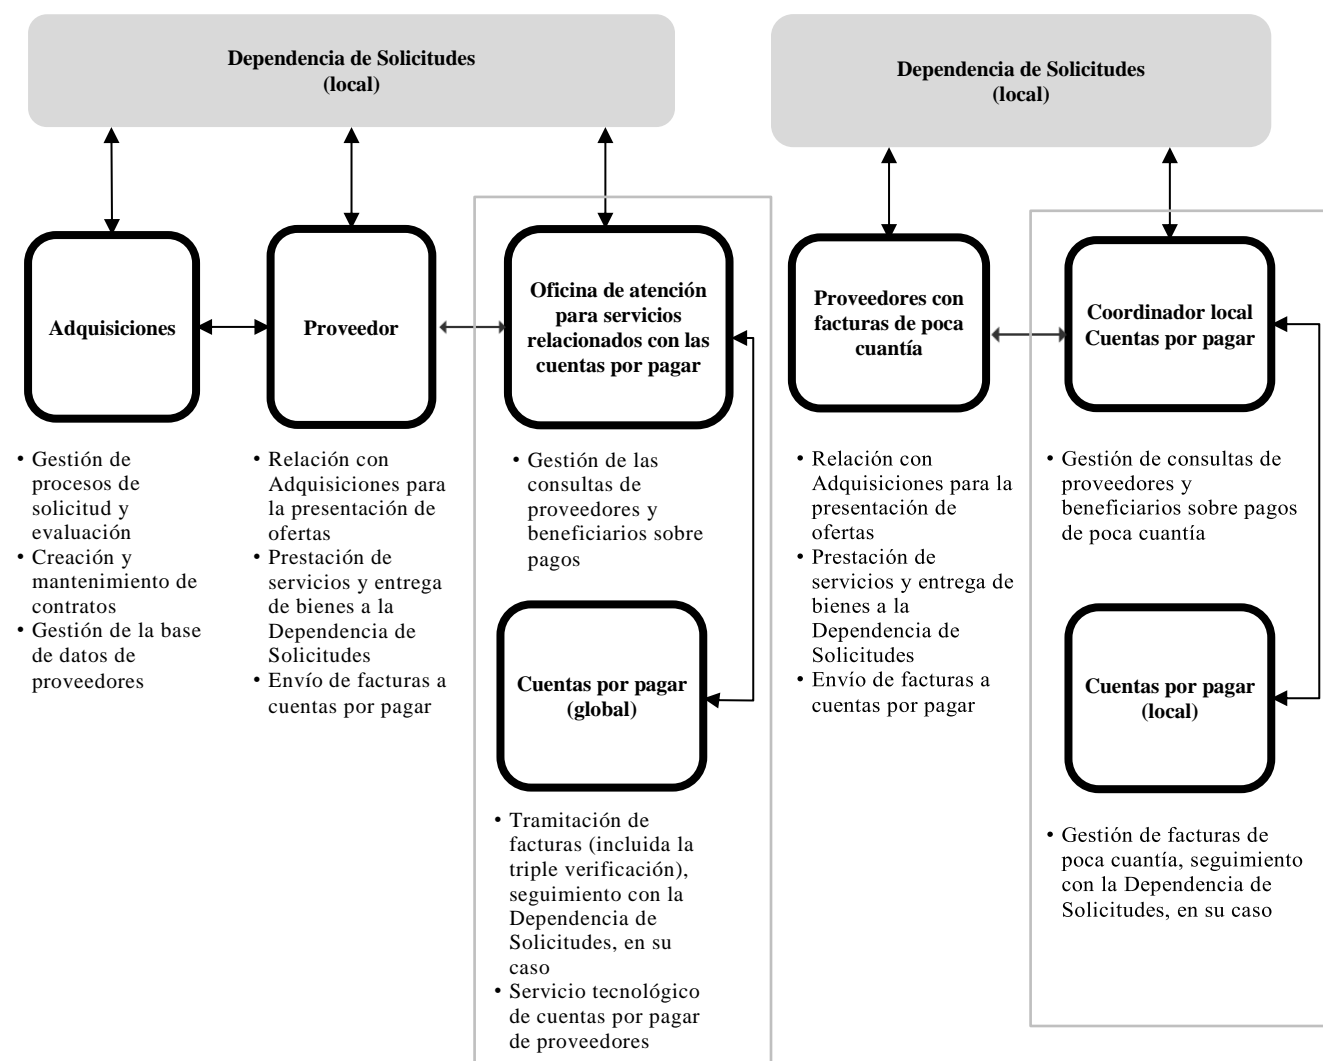 Dependencia de Solicitudes
(local)
Dependencia de Solicitudes
(local)
Adquisiciones
Proveedor
Oficina de atención
para servicios
relacionados con las
cuentas por pagar
Proveedores con
facturas de poca
cuantía
Coordinador local
Cuentas por pagar
• Gestión de
procesos de
solicitud y
evaluación
• Creación y
mantenimiento de
contratos
• Gestión de la base
de datos de
proveedores
• Relación con
Adquisiciones para
la presentación de
ofertas
• Prestación de
servicios y entrega
de bienes a la
Dependencia de
Solicitudes
• Envío de facturas a
cuentas por pagar
• Gestión de las
consultas de
proveedores y
beneficiarios sobre
pagos
Cuentas por pagar
(global)
• Tramitación de
facturas (incluida la
triple verificación),
seguimiento con la
Dependencia de
Solicitudes, en su
caso
• Servicio tecnológico
de cuentas por pagar
de proveedores
• Relación con
Adquisiciones para la
presentación de
ofertas
• Prestación de
servicios y entrega de
bienes a la
Dependencia de
Solicitudes
• Envío de facturas a
cuentas por pagar
• Gestión de consultas de
proveedores y
beneficiarios sobre pagos
de poca cuantía
Cuentas por pagar
(local)
• Gestión de facturas de
poca cuantía, seguimiento
con la Dependencia de
Solicitudes, en su caso